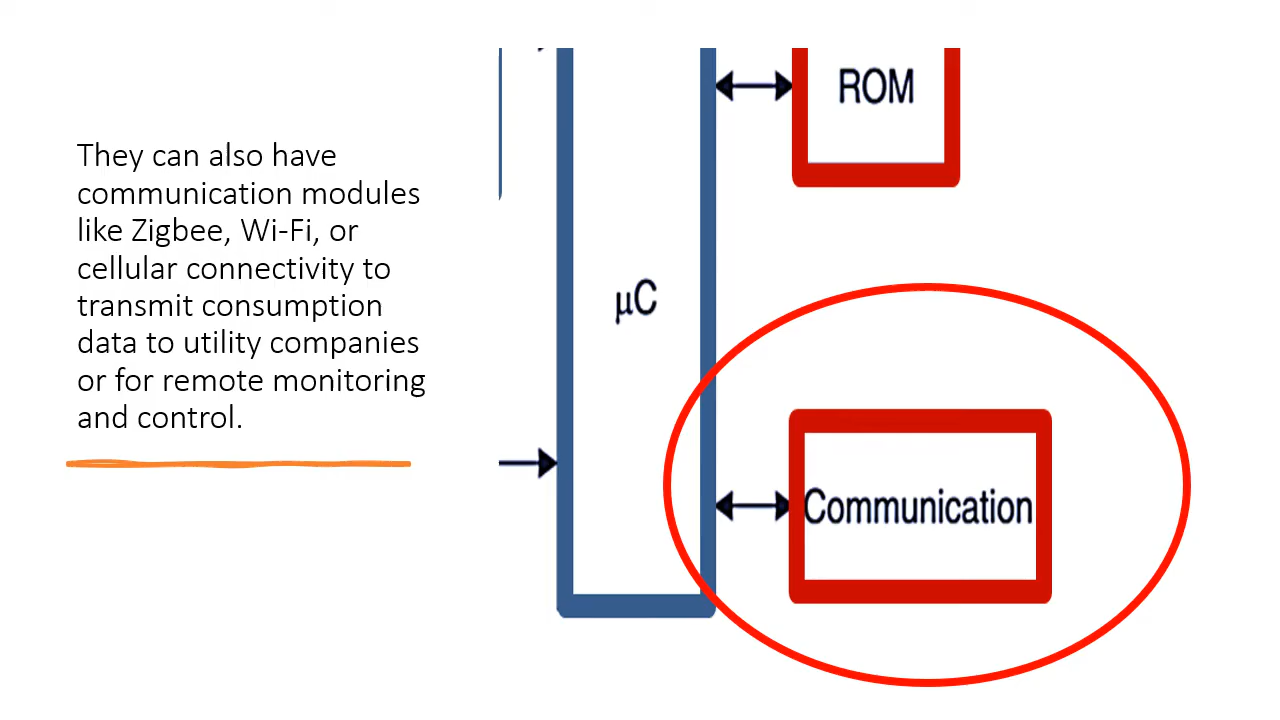 They can also have
communication modules
like Zigbee, Wi-Fi, or
cellular connectivity to
transmit consumption
data to utility companies
or for remote monitoring
and control.
ROM
μC
Communication